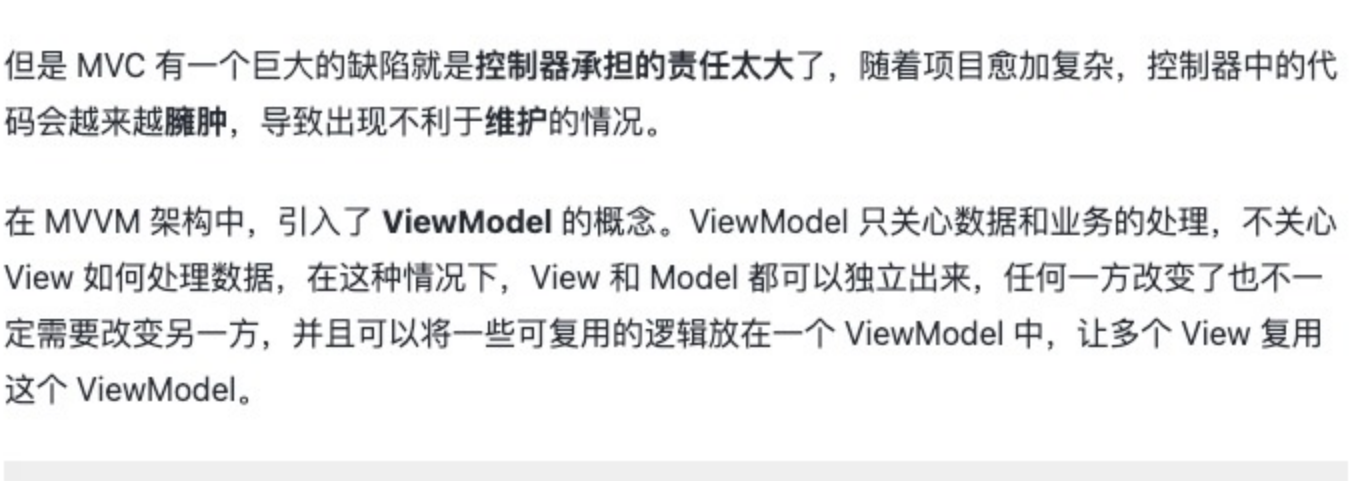 但是 MVC 有一个巨大的缺陷就是控制器承担的责任太大了，随着项目愈加复杂，控制器中的代
码会越来越臃肿，导致出现不利于维护的情况。
在 MVVM 架构中，引入了 ViewModel 的概念。ViewModel 只关心数据和业务的处理，不关心
View 如何处理数据，在这种情况下，View 和 Model 都可以独立出来，任何一方改变了也不一
定需要改变另一方，并且可以将一些可复用的逻辑放在一个 ViewModel 中，让多个 View 复用
这个 ViewModel。